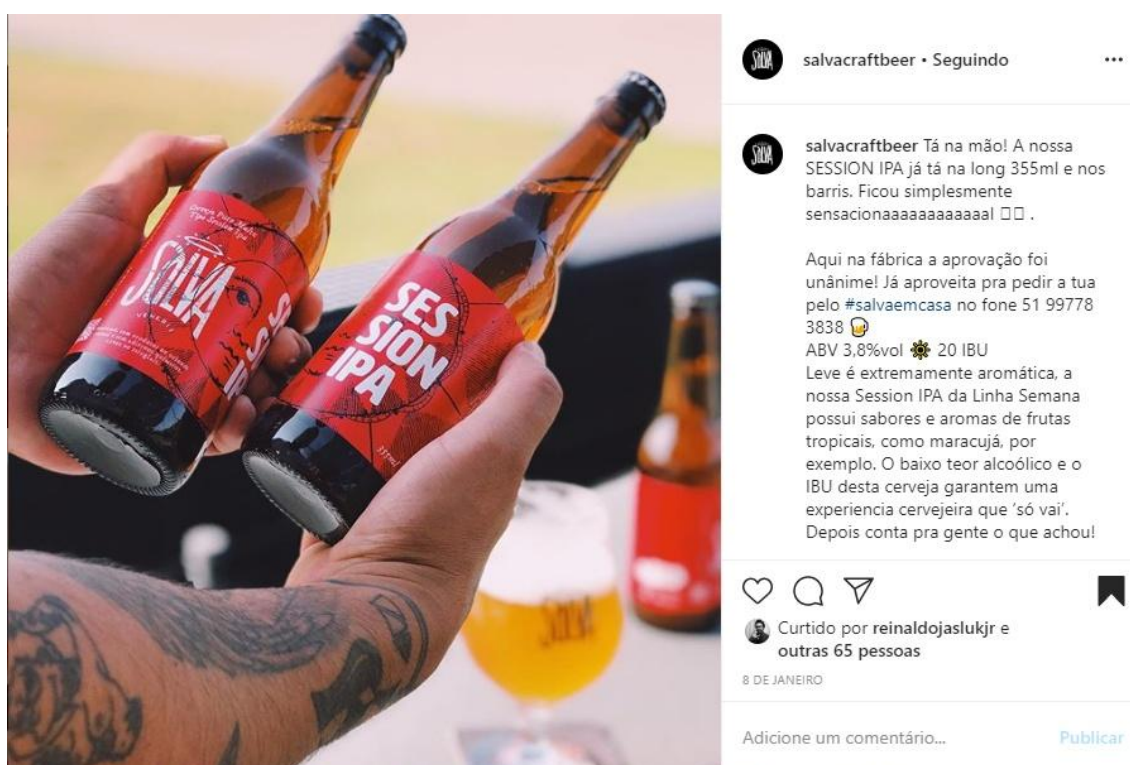 SALVA
SES
SION
IPA
355ml
SALVA
salvacraftbeer • Seguindo
salvacraftbeer Tá na mão! A nossa
SESSION IPA já tá na long 355ml e nos
barris. Ficou simplesmente
sensacionaaaaaaaaaaaal □□ .
Aqui na fábrica a aprovação foi
unânime! Já aproveita pra pedir a tua
pelo #salvaemcasa no fone 51 99778
3838 🍺
ABV 3,8%vol 20 IBU
Leve é extremamente aromática, a
nossa Session IPA da Linha Semana
possui sabores e aromas de frutas
tropicais, como maracujá, por
exemplo. O baixo teor alcoólico e o
IBU desta cerveja garantem uma
experiencia cervejeira que ‘só vai’.
Depois conta pra gente o que achou!
Curtido por reinaldojaslukjr e
outras 65 pessoas
8 DE JANEIRO
Adicione um comentário...
Publicar